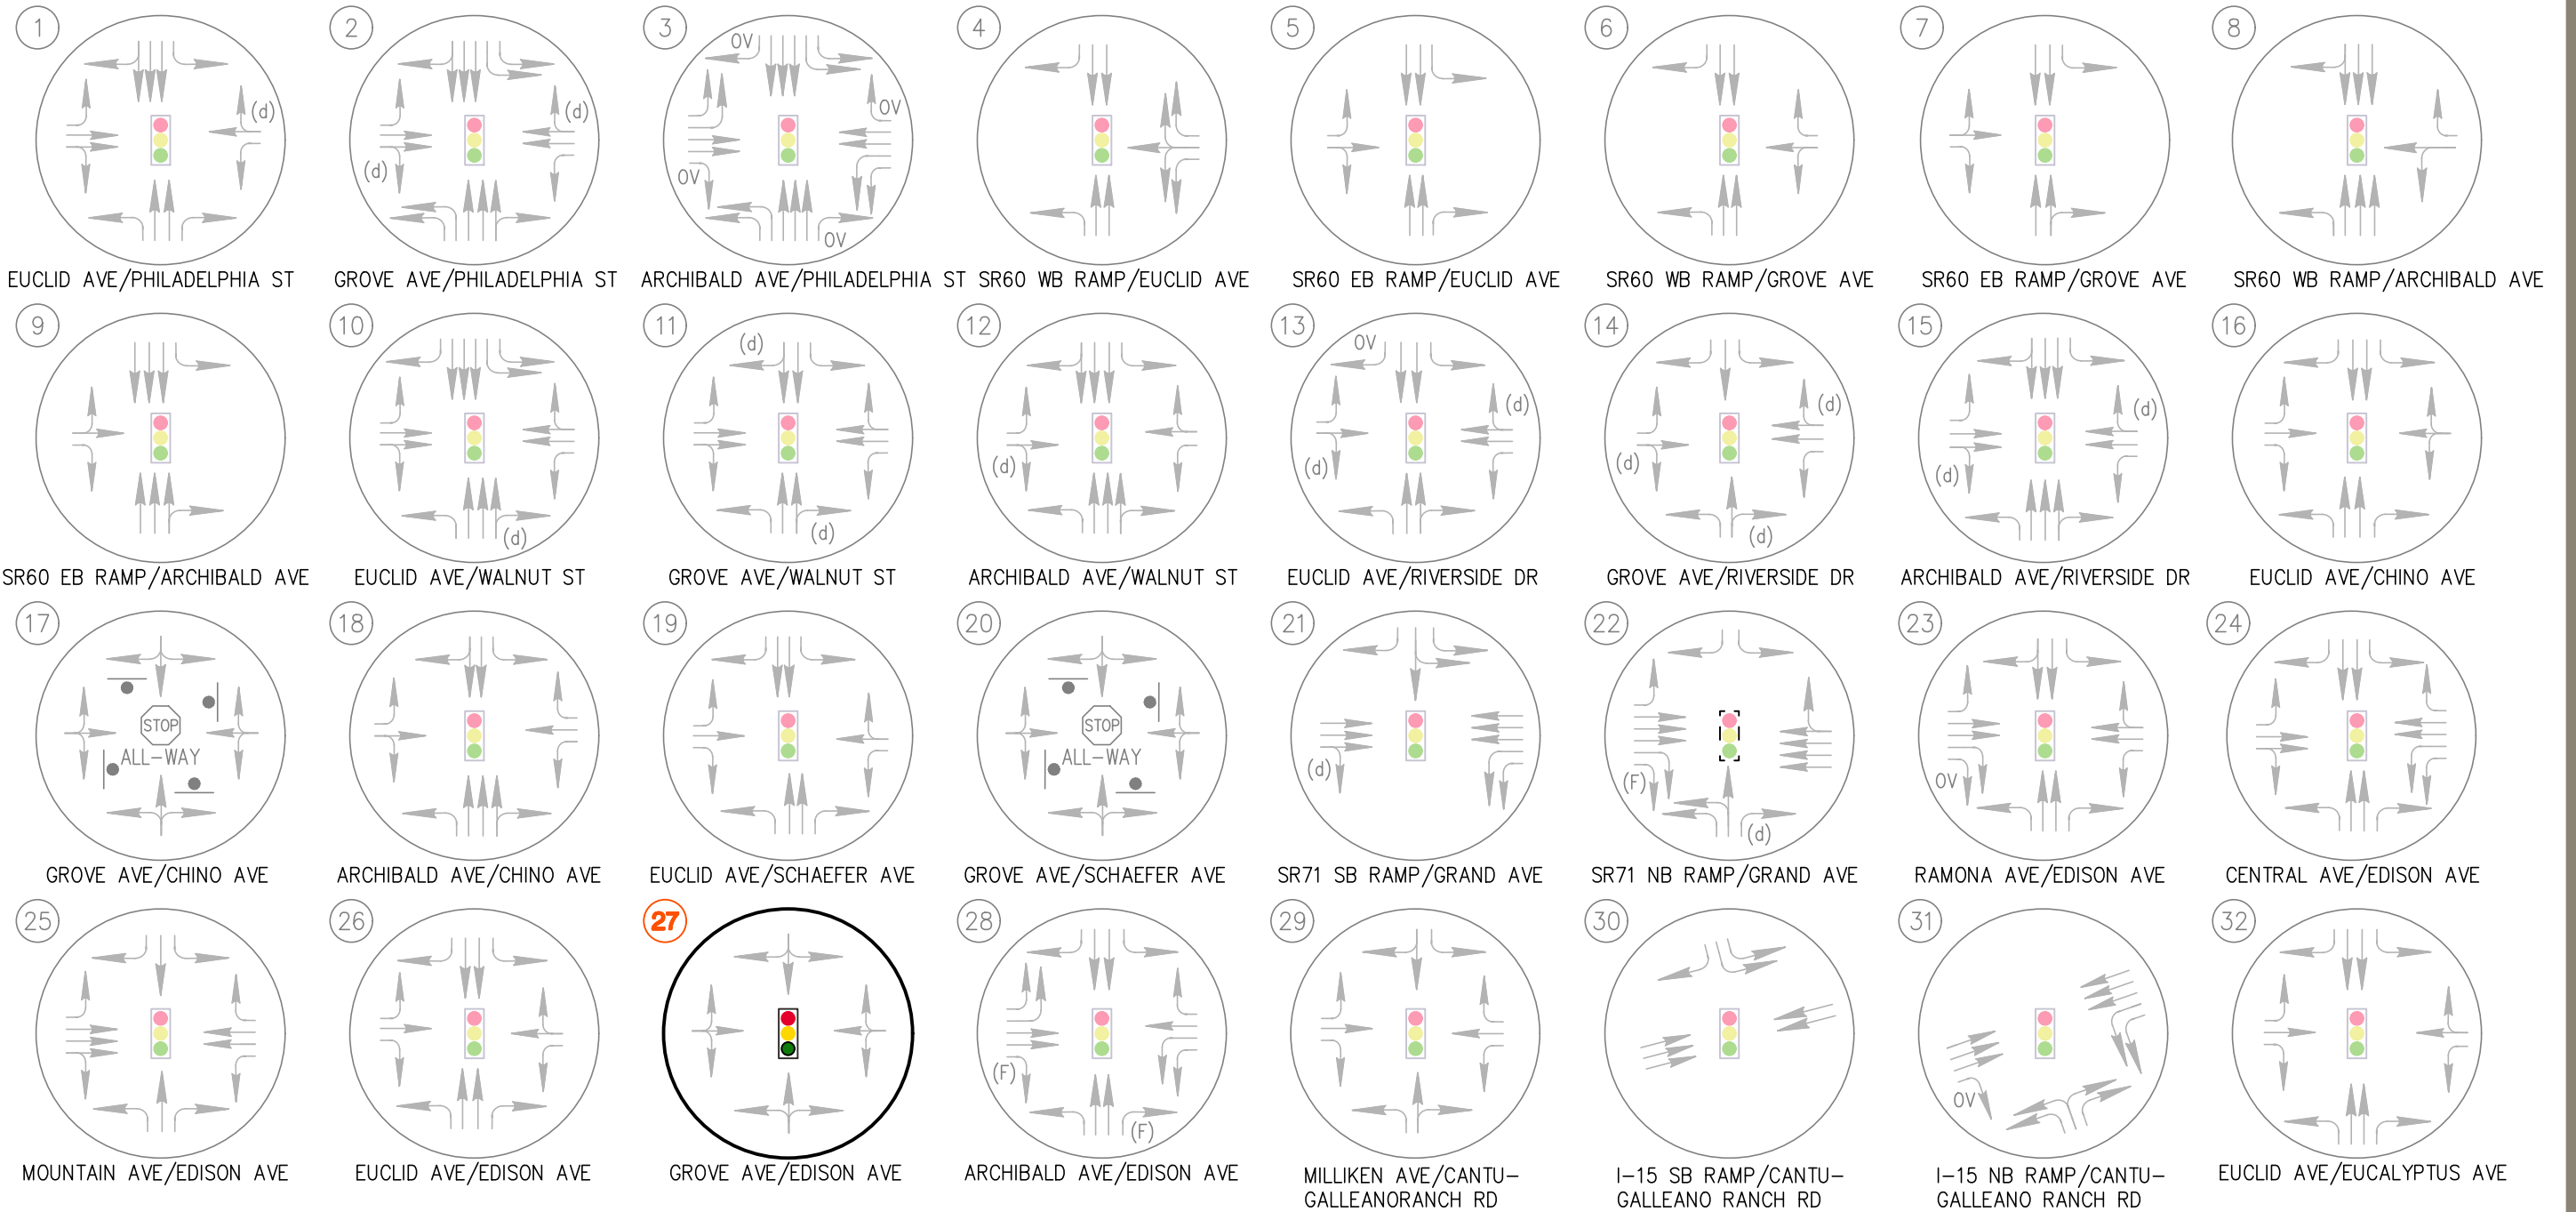 1
2
3
4
5
6
7
8
(d)
(d)
(d)
OV
OV
OV
OV
EUCLID AVE/PHILADELPHIA ST
GROVE AVE/PHILADELPHIA ST
ARCHIBALD AVE/PHILADELPHIA ST
SR60 WB RAMP/EUCLID AVE
SR60 EB RAMP/EUCLID AVE
SR60 WB RAMP/GROVE AVE
SR60 EB RAMP/GROVE AVE
SR60 WB RAMP/ARCHIBALD AVE
9
10
11
12
13
14
15
16
(d)
(d)
(d)
(d)
OV
(d)
(d)
(d)
(d)
(d)
(d)
(d)
SR60 EB RAMP/ARCHIBALD AVE
EUCLID AVE/WALNUT ST
GROVE AVE/WALNUT ST
ARCHIBALD AVE/WALNUT ST
EUCLID AVE/RIVERSIDE DR
GROVE AVE/RIVERSIDE DR
ARCHIBALD AVE/RIVERSIDE DR
EUCLID AVE/CHINO AVE
17
18
19
20
21
22
23
24
STOP
ALL-WAY
STOP
ALL-WAY
(d)
(F)
(d)
OV
GROVE AVE/CHINO AVE
ARCHIBALD AVE/CHINO AVE
EUCLID AVE/SCHAEFER AVE
GROVE AVE/SCHAEFER AVE
SR71 SB RAMP/GRAND AVE
SR71 NB RAMP/GRAND AVE
RAMONA AVE/EDISON AVE
CENTRAL AVE/EDISON AVE
25
26
27
28
29
30
31
32
(F)
(F)
OV
MOUNTAIN AVE/EDISON AVE
EUCLID AVE/EDISON AVE
GROVE AVE/EDISON AVE
ARCHIBALD AVE/EDISON AVE
MILLIKEN AVE/CANTU-
GALLEANORANCH RD
I-15 SB RAMP/CANTU-
GALLEANO RANCH RD
I-15 NB RAMP/CANTU-
GALLEANO RANCH RD
EUCLID AVE/EUCALYPTUS AVE